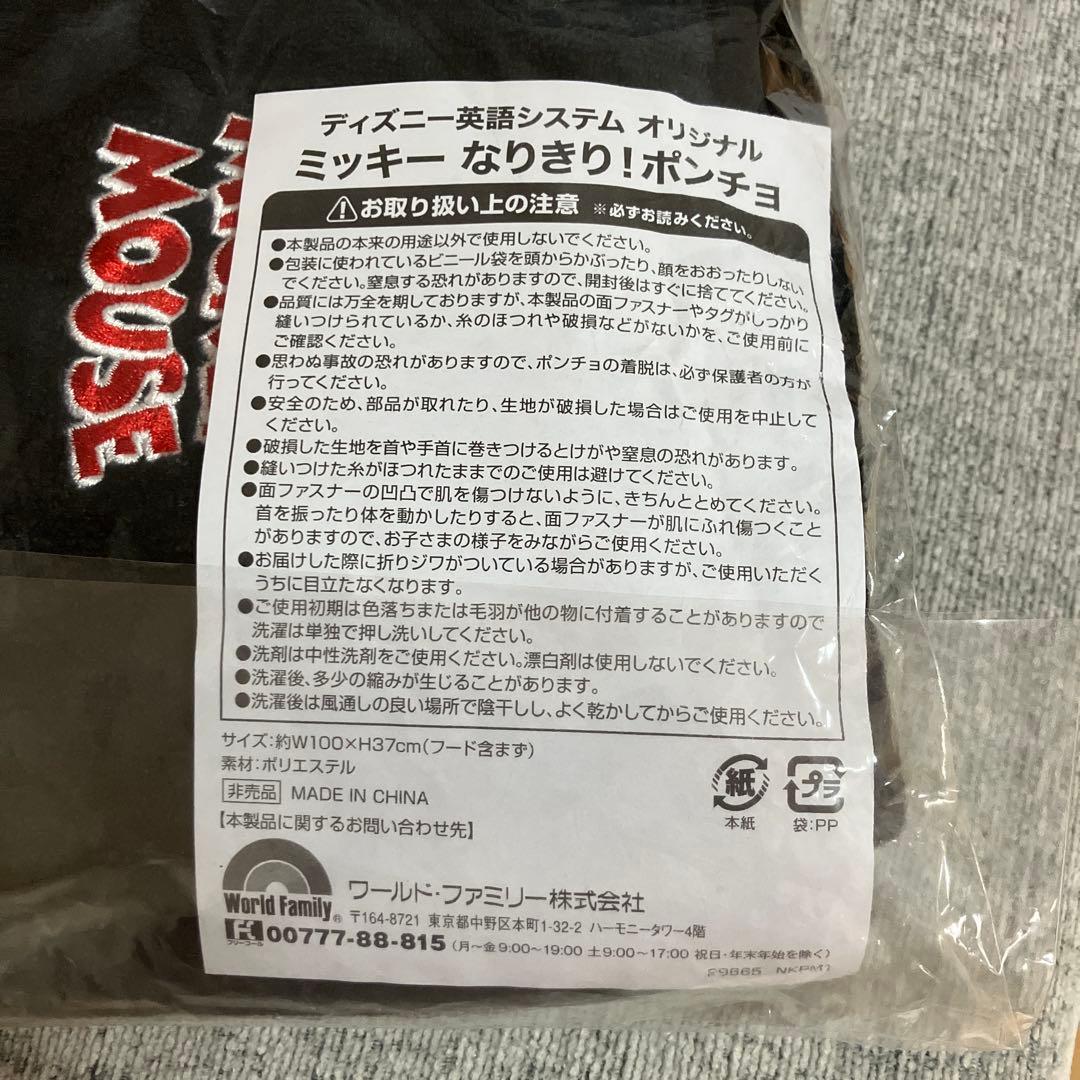 MOUSE
ディズニー英語システム オリジナル
ミッキー なりきり!ポンチョ
お取り扱い上の注意 ※必ずお読みください。
●本製品の本来の用途以外で使用しないでください。
●包装に使われているビニール袋を頭からかぶったり、顔をおおったりしない
でください。窒息する恐れがありますので、開封後はすぐに捨ててください。
●品質には万全を期しておりますが、本製品の面ファスナーやタグがしっかり
縫いつけられているか、糸のほつれや破損などがないかを、ご使用前に
ご確認ください。
●思わぬ事故の恐れがありますので、ポンチョの着脱は、必ず保護者の方が
行ってください。
●安全のため、部品が取れたり、生地が破損した場合はご使用を中止して
ください。
●破損した生地を首や手首に巻きつけるとけがや窒息の恐れがあります。
●縫いつけた糸がほつれたままでのご使用は避けてください。
●面ファスナーの凹凸で肌を傷つけないように、きちんととめてください。
首を振ったり体を動かしたりすると、面ファスナーが肌にふれ傷つくこと
がありますので、お子さまの様子をみながらご使用ください。
●お届けした際に折りジワがついている場合がありますが、ご使用いただく
うちに目立たなくなります。
●ご使用初期は色落ちまたは毛羽が他の物に付着することがありますので
洗濯は単独で押し洗いしてください。
●洗剤は中性洗剤をご使用ください。漂白剤は使用しないでください。
●洗濯後、多少の縮みが生じることがあります。
●洗濯後は風通しの良い場所で陰干しし、よく乾かしてからご使用ください。
サイズ:約W100×H37cm(フード含まず)
素材:ポリエステル
非売品 MADE IN CHINA
【本製品に関するお問い合わせ先】
紙
本紙
プラ
袋:PP
World Family®
ワールド・ファミリー株式会社
〒164-8721 東京都中野区本町1-32-2 ハーモニータワー4階
フリーコール 00777-88-815 (月~金9:00~19:00 土9:00~17:00 祝日・年末年始を除く)